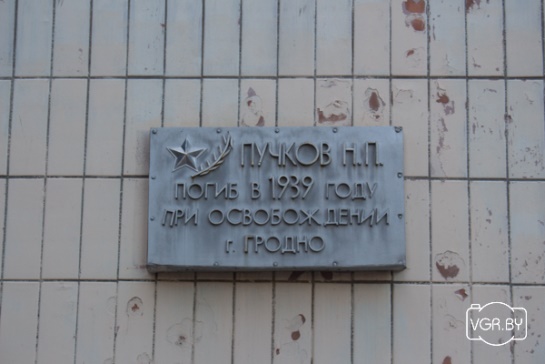 ПУЧКОВ Н.П.
ПОГИБ В 1939 ГОДУ
ПРИ ОСВОБОЖДЕНИИ
г. ГРОДНО
VGR.BY